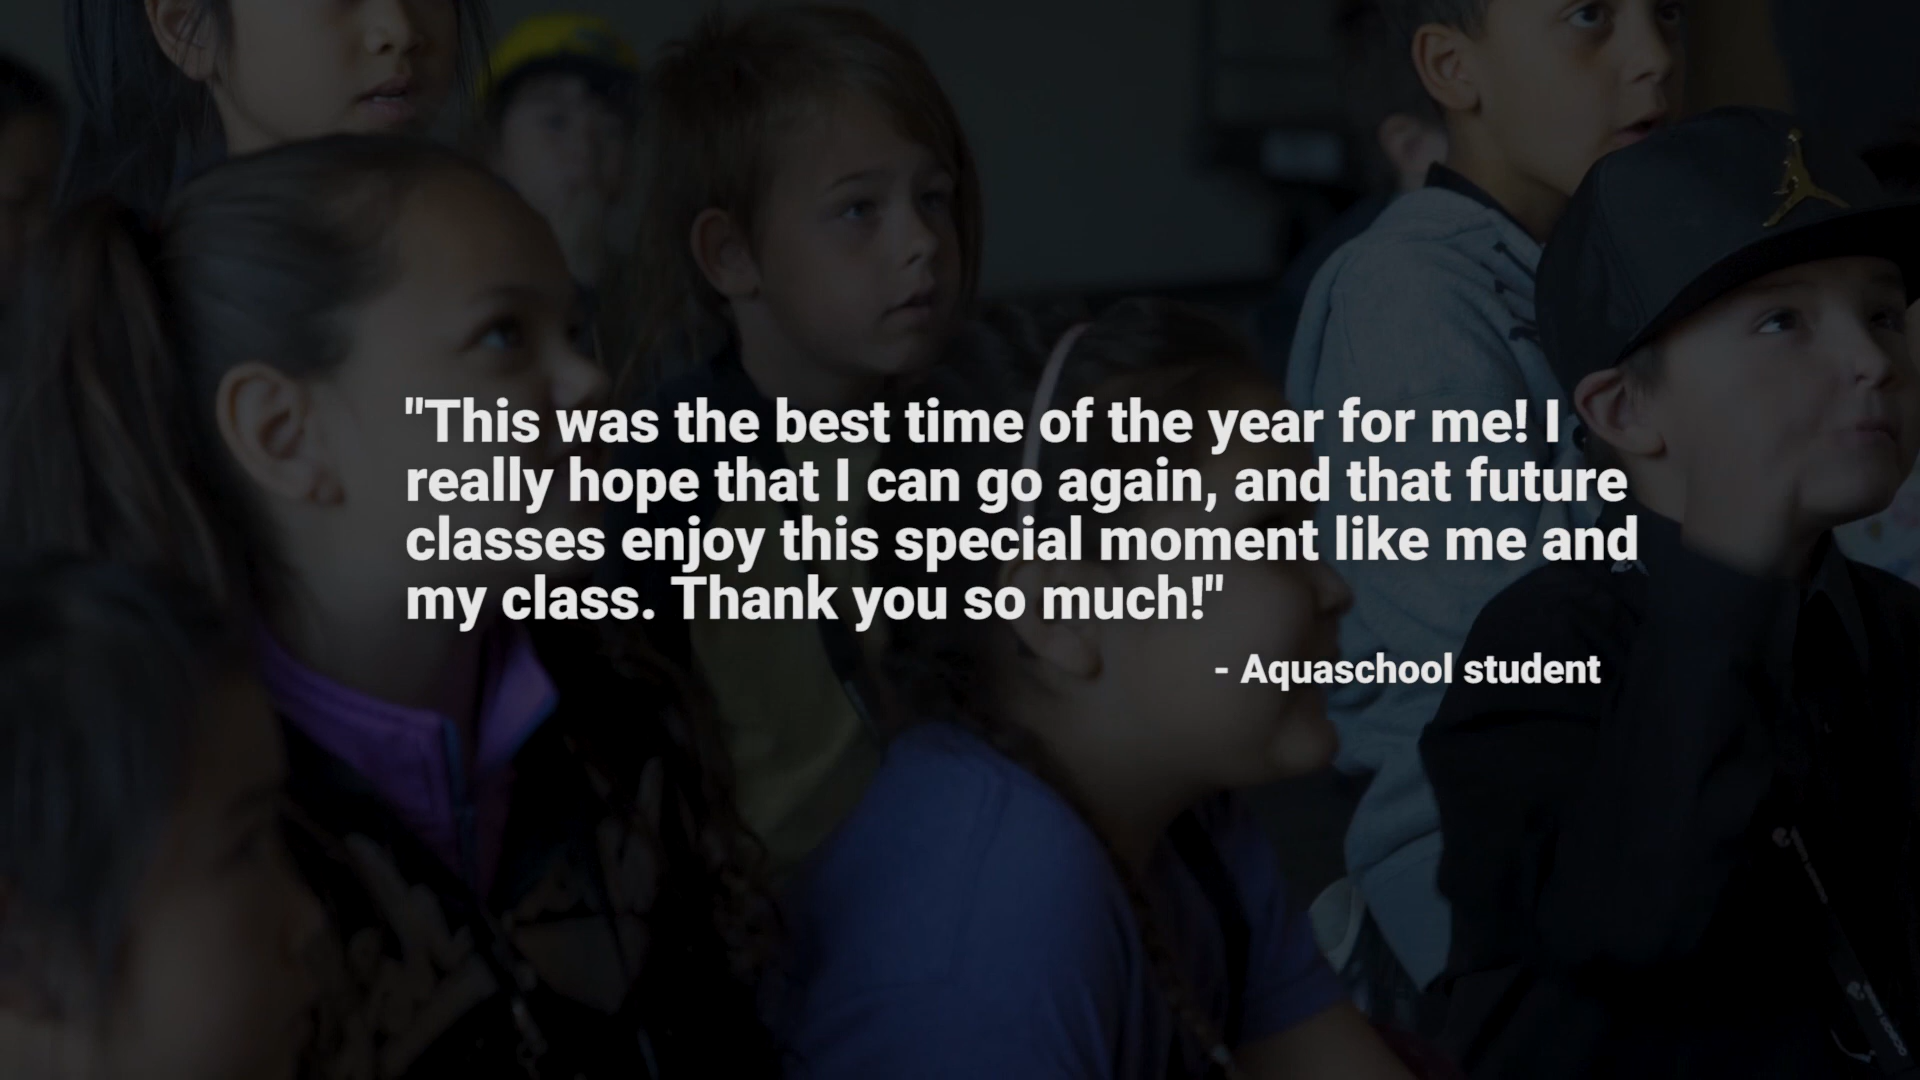 "This was the best time of the year for me! I
really hope that I can go again, and that future
classes enjoy this special moment like me and
my class. Thank you so much!"
- Aquaschool student